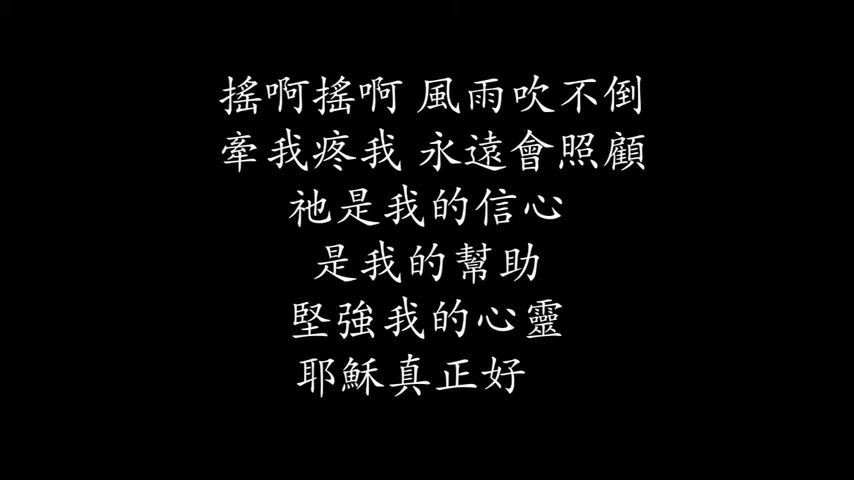 搖啊搖啊 風雨吹不倒
牽我疼我 永遠會照顧
祂是我的信心
是我的幫助
堅強我的心靈
耶穌真正好